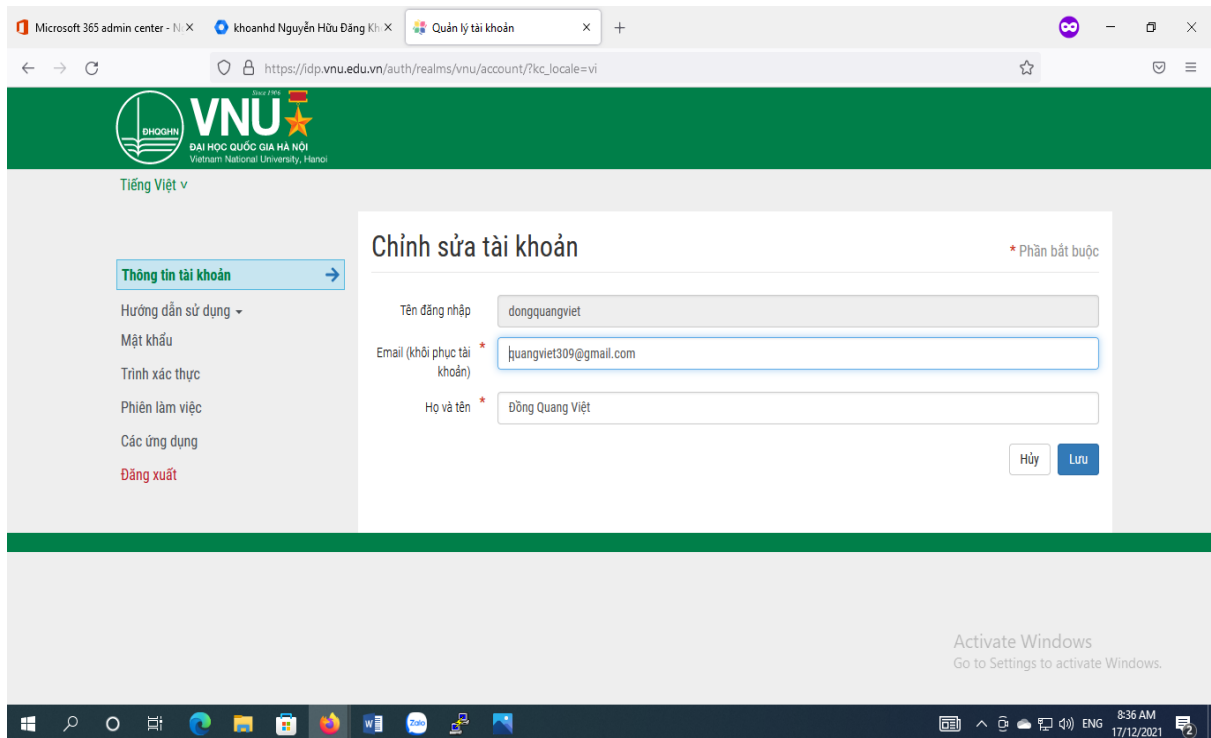 Microsoft 365 admin center - N
khoanhd Nguyễn Hữu Đăng Kh
Quản lý tài khoản
https://idp.vnu.edu.vn/auth/realms/vnu/account/?kc_locale=vi
Since 1906
ĐHQGHN
VNU
ĐẠI HỌC QUỐC GIA HÀ NỘI
Vietnam National University, Hanoi
Tiếng Việt
Thông tin tài khoản
Hướng dẫn sử dụng
Mật khẩu
Trình xác thực
Phiên làm việc
Các ứng dụng
Đăng xuất
Chỉnh sửa tài khoản
* Phần bắt buộc
Tên đăng nhập
dongquangviet
Email (khôi phục tài khoản) *
quangviet309@gmail.com
Họ và tên *
Đồng Quang Việt
Hủy
Lưu
Activate Windows
Go to Settings to activate Windows.
Zalo
ENG
8:36 AM
17/12/2021
2